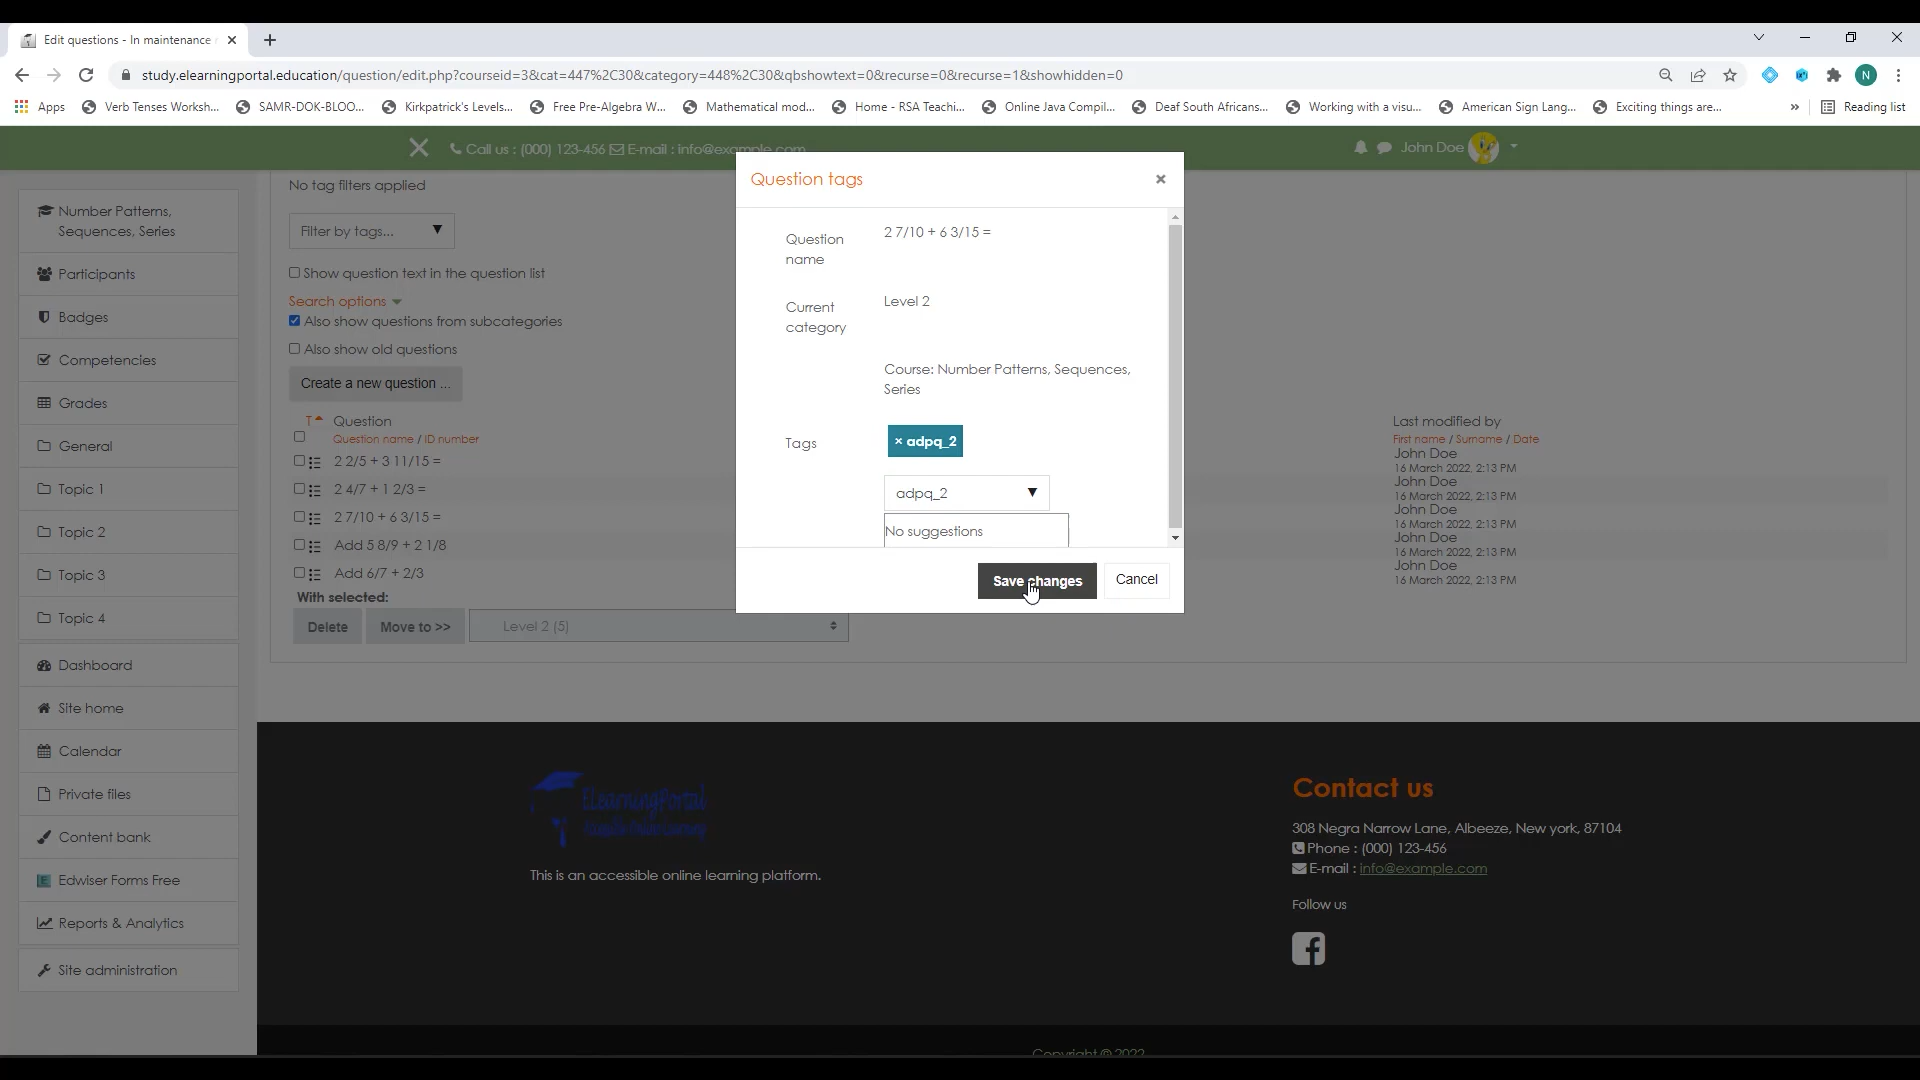 Edit questions - In maintenance
study.elearningportal.education/question/edit.php?courseid=3&cat=447%2C30&category=448%2C30&qbshowtext=0&recurse=0&recurse=1&showhidden=0
N
Apps
Verb Tenses Worksh...
SAMR-DOK-BLOO...
Kirkpatrick's Levels...
Free Pre-Algebra W...
Mathematical mod...
Home - RSA Teachi...
Online Java Compil...
Deaf South Africans...
Working with a visu...
American Sign Lang...
Exciting things are...
»
Reading list
Call us : (000) 123-456 E-mail : info@example.com
John Doe
Number Patterns,
Sequences, Series
Participants
Badges
Competencies
Grades
General
Topic 1
Topic 2
Topic 3
Topic 4
Dashboard
Site home
Calendar
Private files
Content bank
Edwiser Forms Free
Reports & Analytics
Site administration
No tag filters applied
Filter by tags...
Show question text in the question list
Search options
Also show questions from subcategories
Also show old questions
Create a new question ...
T
Question
Question name / ID number
2 2/5 + 3 11/15 =
2 4/7 + 1 2/3 =
2 7/10 + 6 3/15 =
Add 5 8/9 + 2 1/8
Add 6/7 + 2/3
With selected:
Delete
Move to >>
Level 2 (5)
Last modified by
First name / Surname / Date
John Doe
16 March 2022, 2:13 PM
John Doe
16 March 2022, 2:13 PM
John Doe
16 March 2022, 2:13 PM
John Doe
16 March 2022, 2:13 PM
John Doe
16 March 2022, 2:13 PM
Question tags
×
Question
name
2 7/10 + 6 3/15 =
Current
category
Level 2
Course: Number Patterns, Sequences,
Series
Tags
× adpq_2
adpq_2
No suggestions
Save changes
Cancel
ELearningPortal
This is an accessible online learning platform.
Contact us
308 Negra Narrow Lane, Albeeze, New york, 87104
Phone : (000) 123-456
E-mail : info@example.com
Follow us
Copyright © 2022